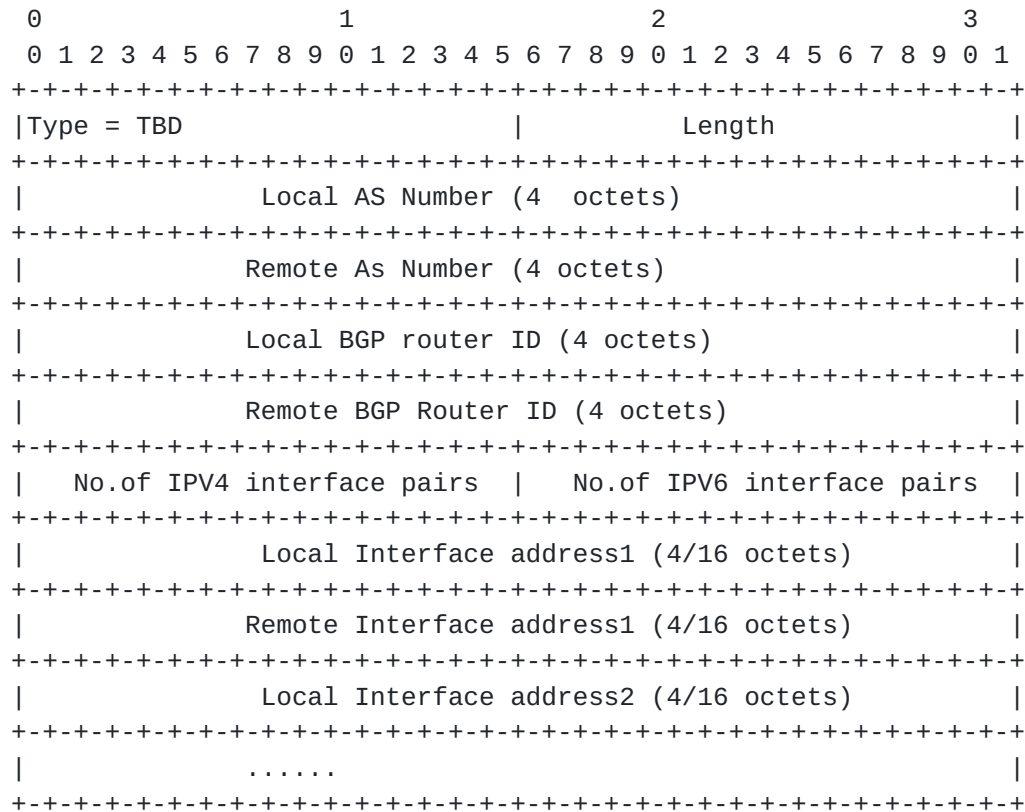 0                   1                   2                   3
 0 1 2 3 4 5 6 7 8 9 0 1 2 3 4 5 6 7 8 9 0 1 2 3 4 5 6 7 8 9 0 1
+-+-+-+-+-+-+-+-+-+-+-+-+-+-+-+-+-+-+-+-+-+-+-+-+-+-+-+-+-+-+-+-+
|Type = TBD                     |          Length               |
+-+-+-+-+-+-+-+-+-+-+-+-+-+-+-+-+-+-+-+-+-+-+-+-+-+-+-+-+-+-+-+-+
|               Local AS Number (4  octets)                     |
+-+-+-+-+-+-+-+-+-+-+-+-+-+-+-+-+-+-+-+-+-+-+-+-+-+-+-+-+-+-+-+-+
|              Remote As Number (4 octets)                      |
+-+-+-+-+-+-+-+-+-+-+-+-+-+-+-+-+-+-+-+-+-+-+-+-+-+-+-+-+-+-+-+-+
|              Local BGP router ID (4 octets)                   |
+-+-+-+-+-+-+-+-+-+-+-+-+-+-+-+-+-+-+-+-+-+-+-+-+-+-+-+-+-+-+-+-+
|              Remote BGP Router ID (4 octets)                  |
+-+-+-+-+-+-+-+-+-+-+-+-+-+-+-+-+-+-+-+-+-+-+-+-+-+-+-+-+-+-+-+-+
|   No.of IPV4 interface pairs  |   No.of IPV6 interface pairs  |
+-+-+-+-+-+-+-+-+-+-+-+-+-+-+-+-+-+-+-+-+-+-+-+-+-+-+-+-+-+-+-+-+
|               Local Interface address1 (4/16 octets)          |
+-+-+-+-+-+-+-+-+-+-+-+-+-+-+-+-+-+-+-+-+-+-+-+-+-+-+-+-+-+-+-+-+
|              Remote Interface address1 (4/16 octets)          |
+-+-+-+-+-+-+-+-+-+-+-+-+-+-+-+-+-+-+-+-+-+-+-+-+-+-+-+-+-+-+-+-+
|               Local Interface address2 (4/16 octets)          |
+-+-+-+-+-+-+-+-+-+-+-+-+-+-+-+-+-+-+-+-+-+-+-+-+-+-+-+-+-+-+-+-+
|              ......                                           |
+-+-+-+-+-+-+-+-+-+-+-+-+-+-+-+-+-+-+-+-+-+-+-+-+-+-+-+-+-+-+-+-+